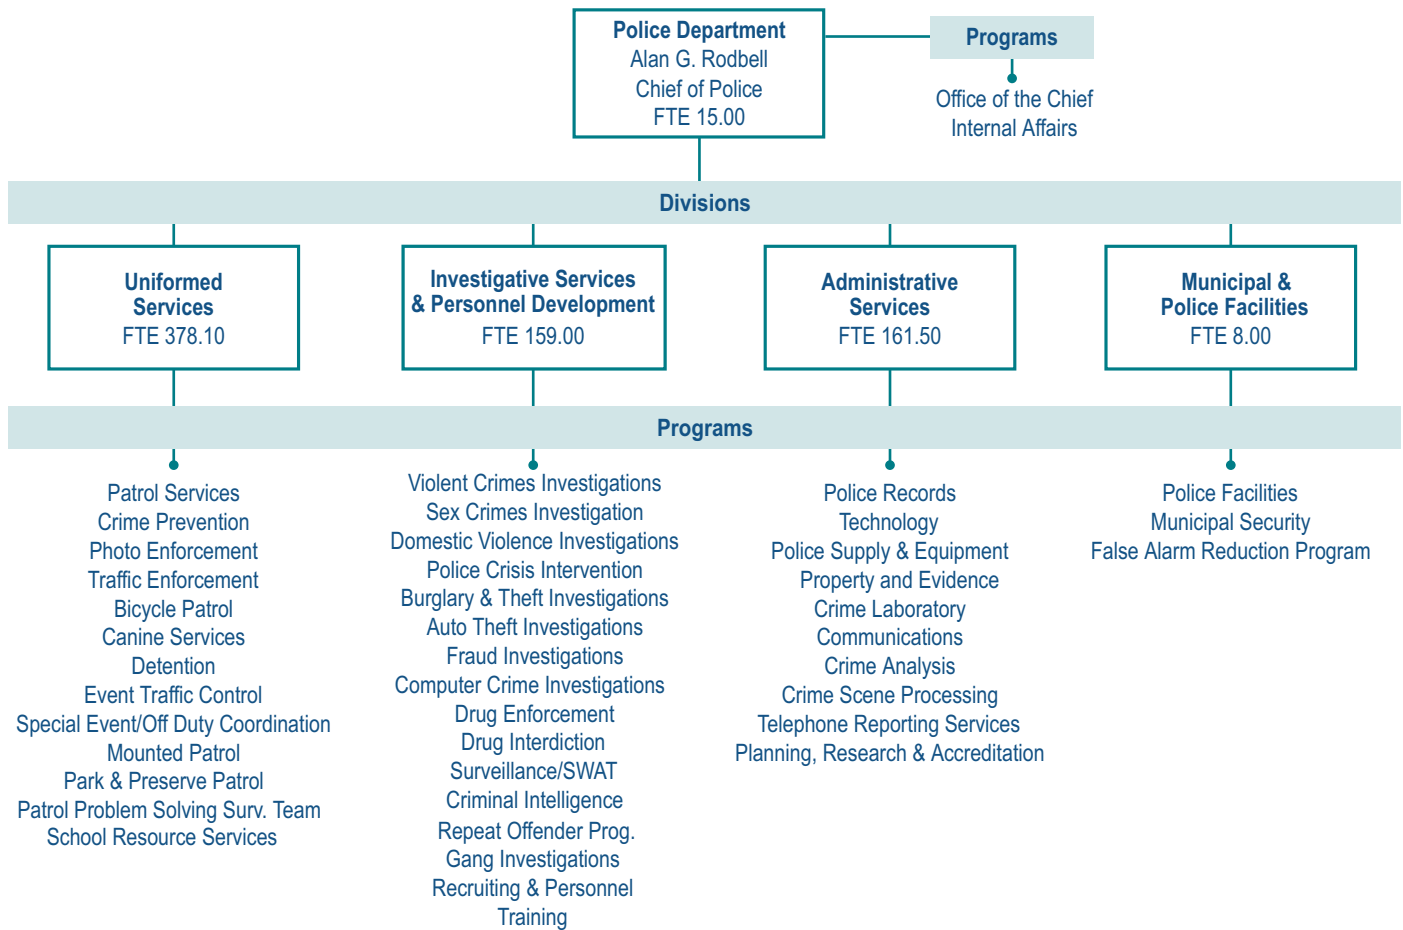 Police Department
Alan G. Rodbell
Chief of Police
FTE 15.00
Programs
Office of the Chief
Internal Affairs
Divisions
Uniformed
Services
FTE 378.10
Investigative Services
& Personnel Development
FTE 159.00
Administrative
Services
FTE 161.50
Municipal &
Police Facilities
FTE 8.00
Programs
Patrol Services
Crime Prevention
Photo Enforcement
Traffic Enforcement
Bicycle Patrol
Canine Services
Detention
Event Traffic Control
Special Event/Off Duty Coordination
Mounted Patrol
Park & Preserve Patrol
Patrol Problem Solving Surv. Team
School Resource Services
Violent Crimes Investigations
Sex Crimes Investigation
Domestic Violence Investigations
Police Crisis Intervention
Burglary & Theft Investigations
Auto Theft Investigations
Fraud Investigations
Computer Crime Investigations
Drug Enforcement
Drug Interdiction
Surveillance/SWAT
Criminal Intelligence
Repeat Offender Prog.
Gang Investigations
Recruiting & Personnel
Training
Police Records
Technology
Police Supply & Equipment
Property and Evidence
Crime Laboratory
Communications
Crime Analysis
Crime Scene Processing
Telephone Reporting Services
Planning, Research & Accreditation
Police Facilities
Municipal Security
False Alarm Reduction Program